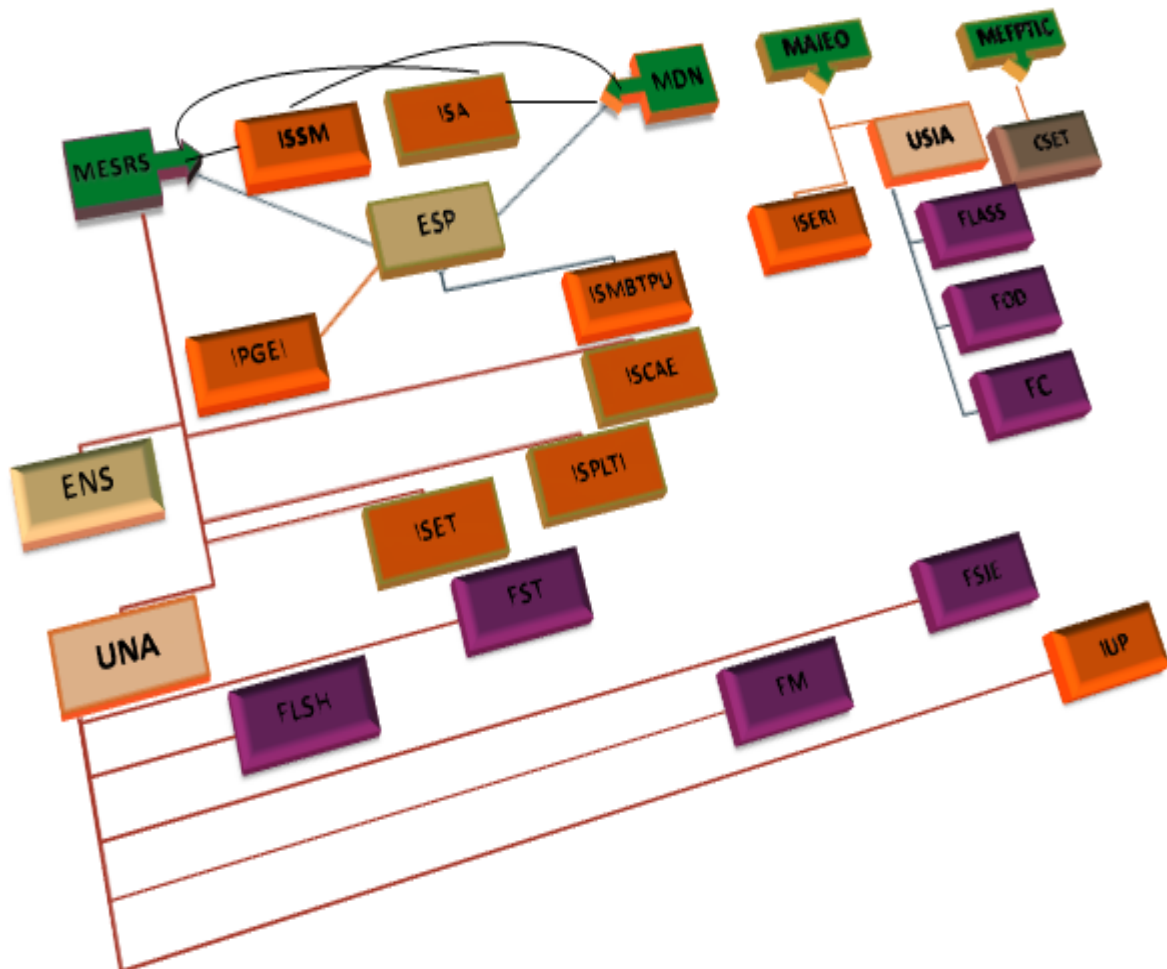 MAIEO
MEFPTIC
MDN
ISA
ISSM
MESRS
USIA
CSET
ESP
ISERI
FLASS
ISMBTPU
FOD
IPGEI
ISCAE
FC
ENS
ISPLTI
ISET
FST
FSJE
UNA
IUP
FLSH
FM